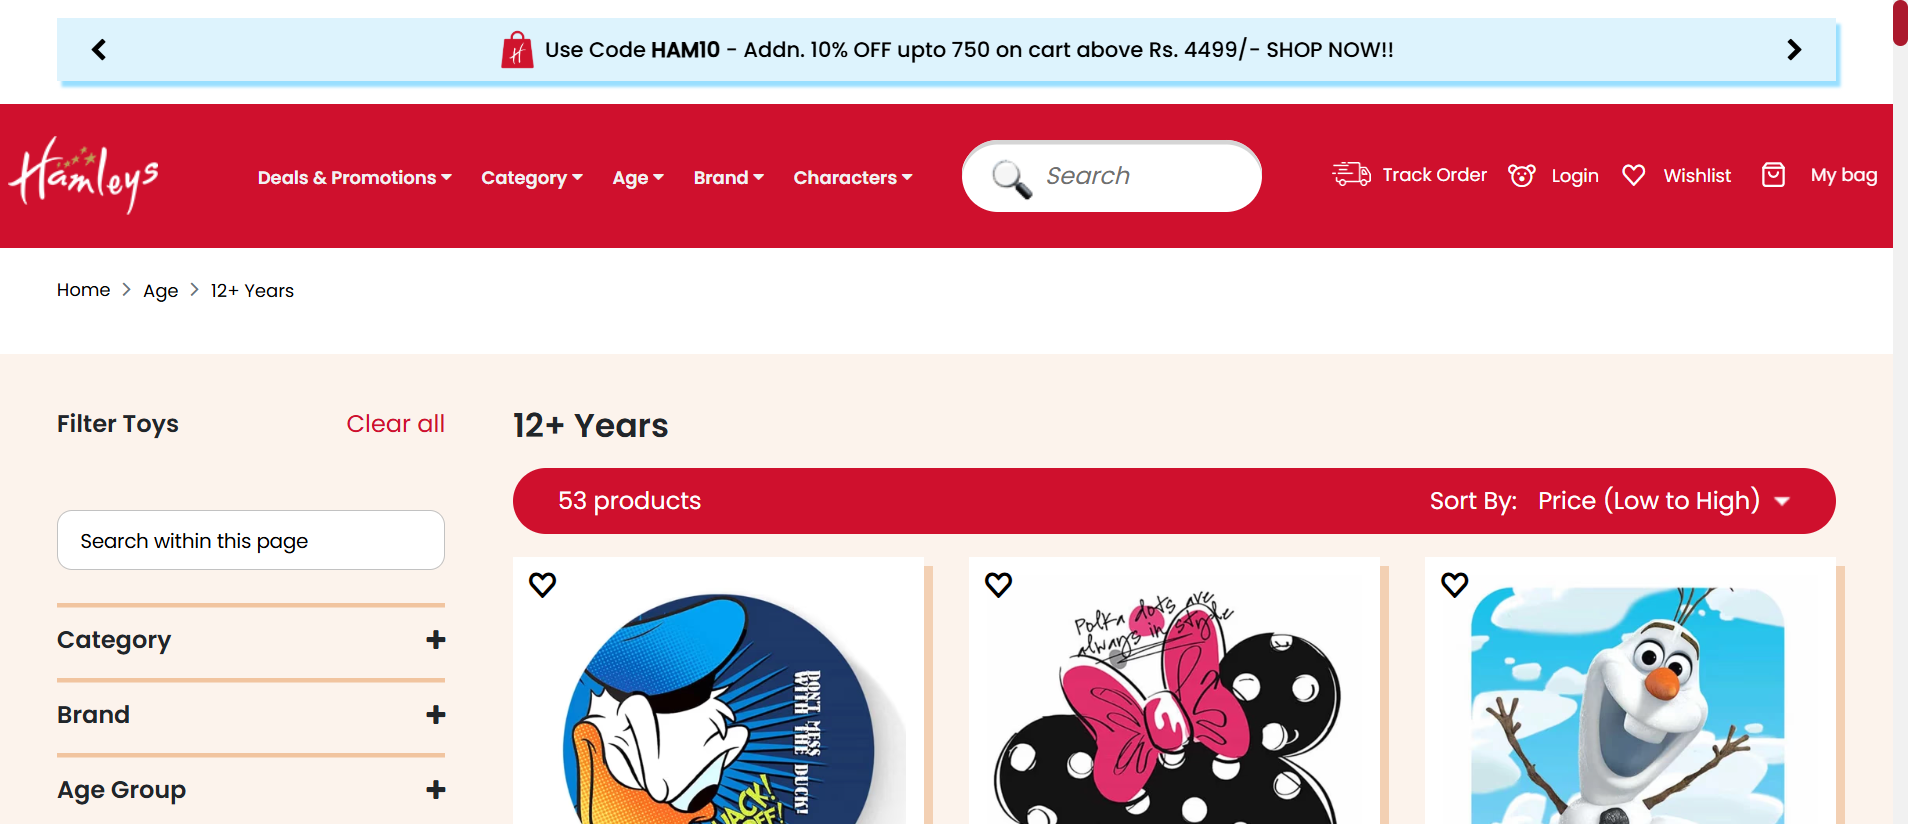 Use Code HAM10 - Addn. 10% OFF upto 750 on cart above Rs. 4499/- SHOP NOW!!
Hamleys
Deals & Promotions
Category
Age
Brand
Characters
Search
Track Order
Login
Wishlist
My bag
Home
Age
12+ Years
Filter Toys
Clear all
12+ Years
53 products
Sort By: Price (Low to High)
Search within this page
Category
Brand
Age Group
DON'T MESS
WITH THE DUCK!
Polka dots are
always in style